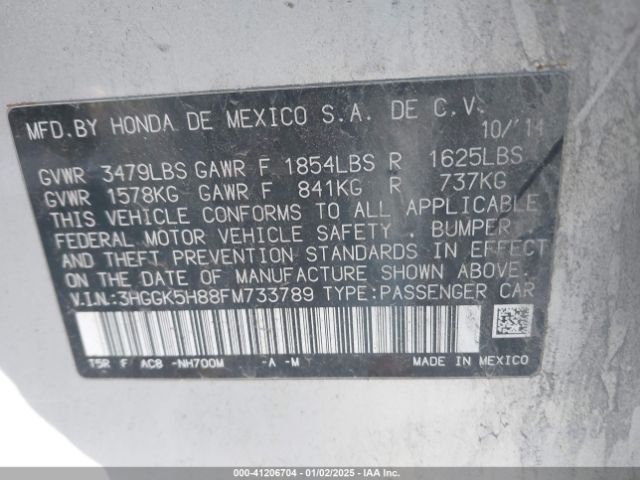 MFD.BY HONDA DE MEXICO S.A. DE C.V.
10/'14
GVWR 3479LBS GAWR F 1854LBS R 1625LBS
GVWR 1578KG GAWR F 841KG R 737KG
THIS VEHICLE CONFORMS TO ALL APPLICABLE
FEDERAL MOTOR VEHICLE SAFETY , BUMPER,
AND THEFT PREVENTION STANDARDS IN EFFECT
ON THE DATE OF MANUFACTURE SHOWN ABOVE.
V.I.N.:3HGGK5H88FM733789 TYPE:PASSENGER CAR
T5R F AC8 -NH700M -A -M
MADE IN MEXICO
000-41206704 — 01/02/2025 — IAA Inc.